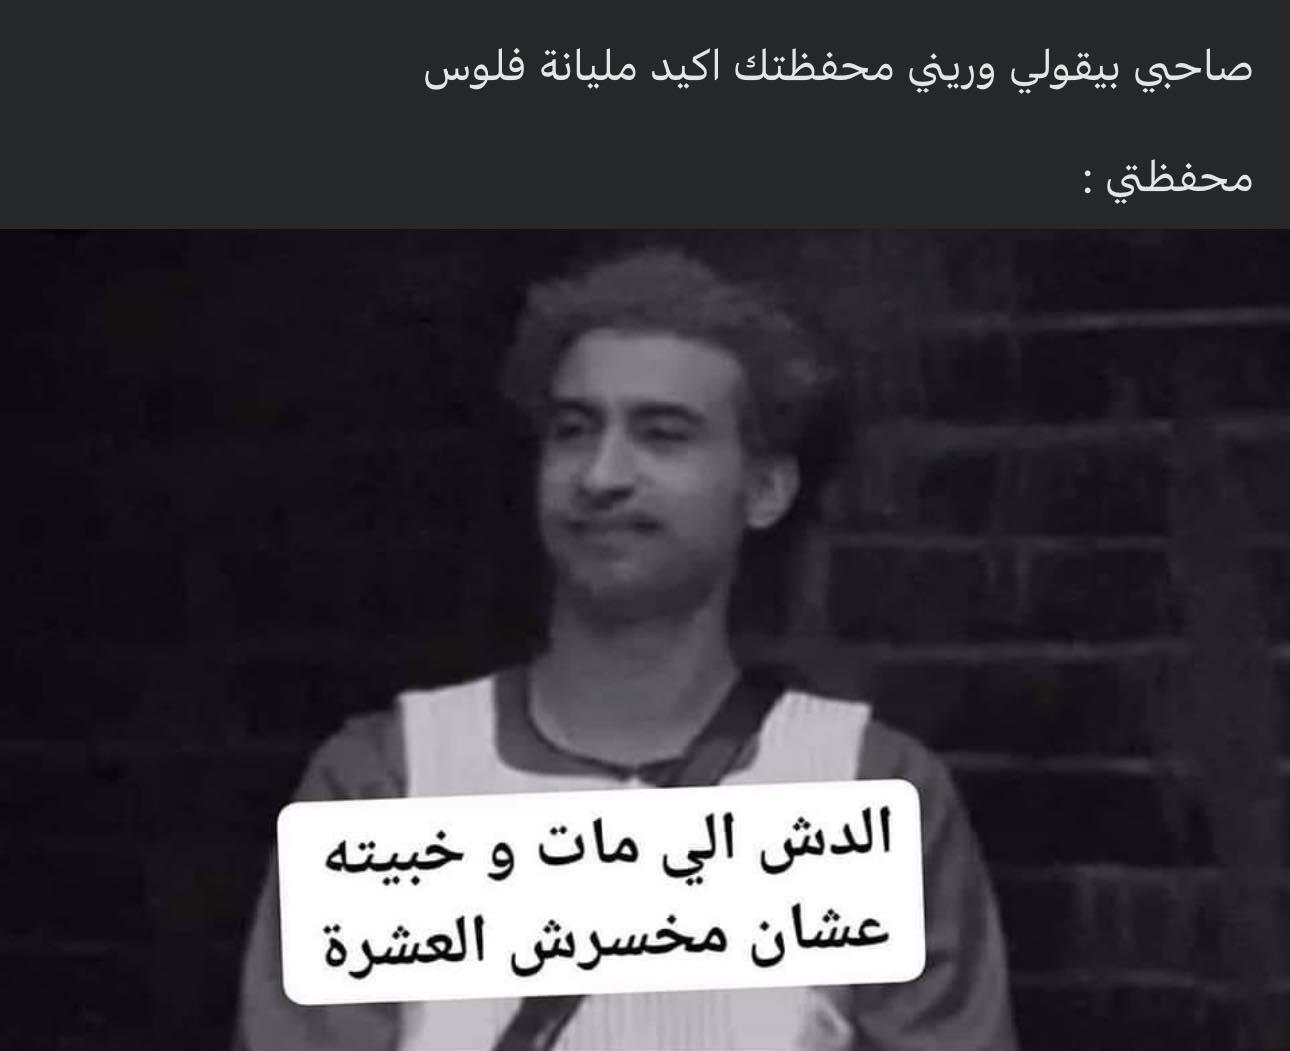 صاحبي بيقولي وريني محفظتك اكيد مليانة فلوس
محفظتي :
الدش الي مات و خبيته
عشان مخسرش العشرة